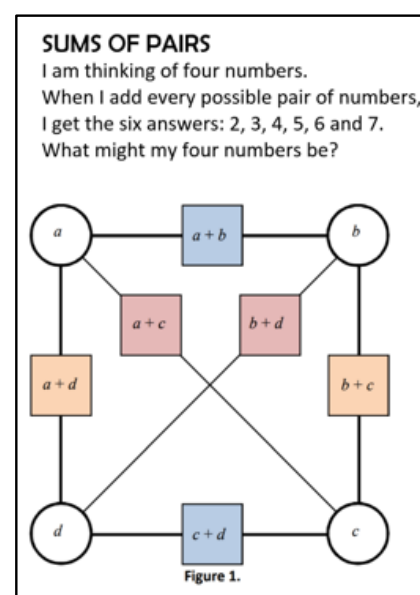 SUMS OF PAIRS
I am thinking of four numbers.
When I add every possible pair of numbers,
I get the six answers: 2, 3, 4, 5, 6 and 7.
What might my four numbers be?
a
a + b
b
a + c
b + d
a + d
b + c
d
c + d
c
Figure 1.